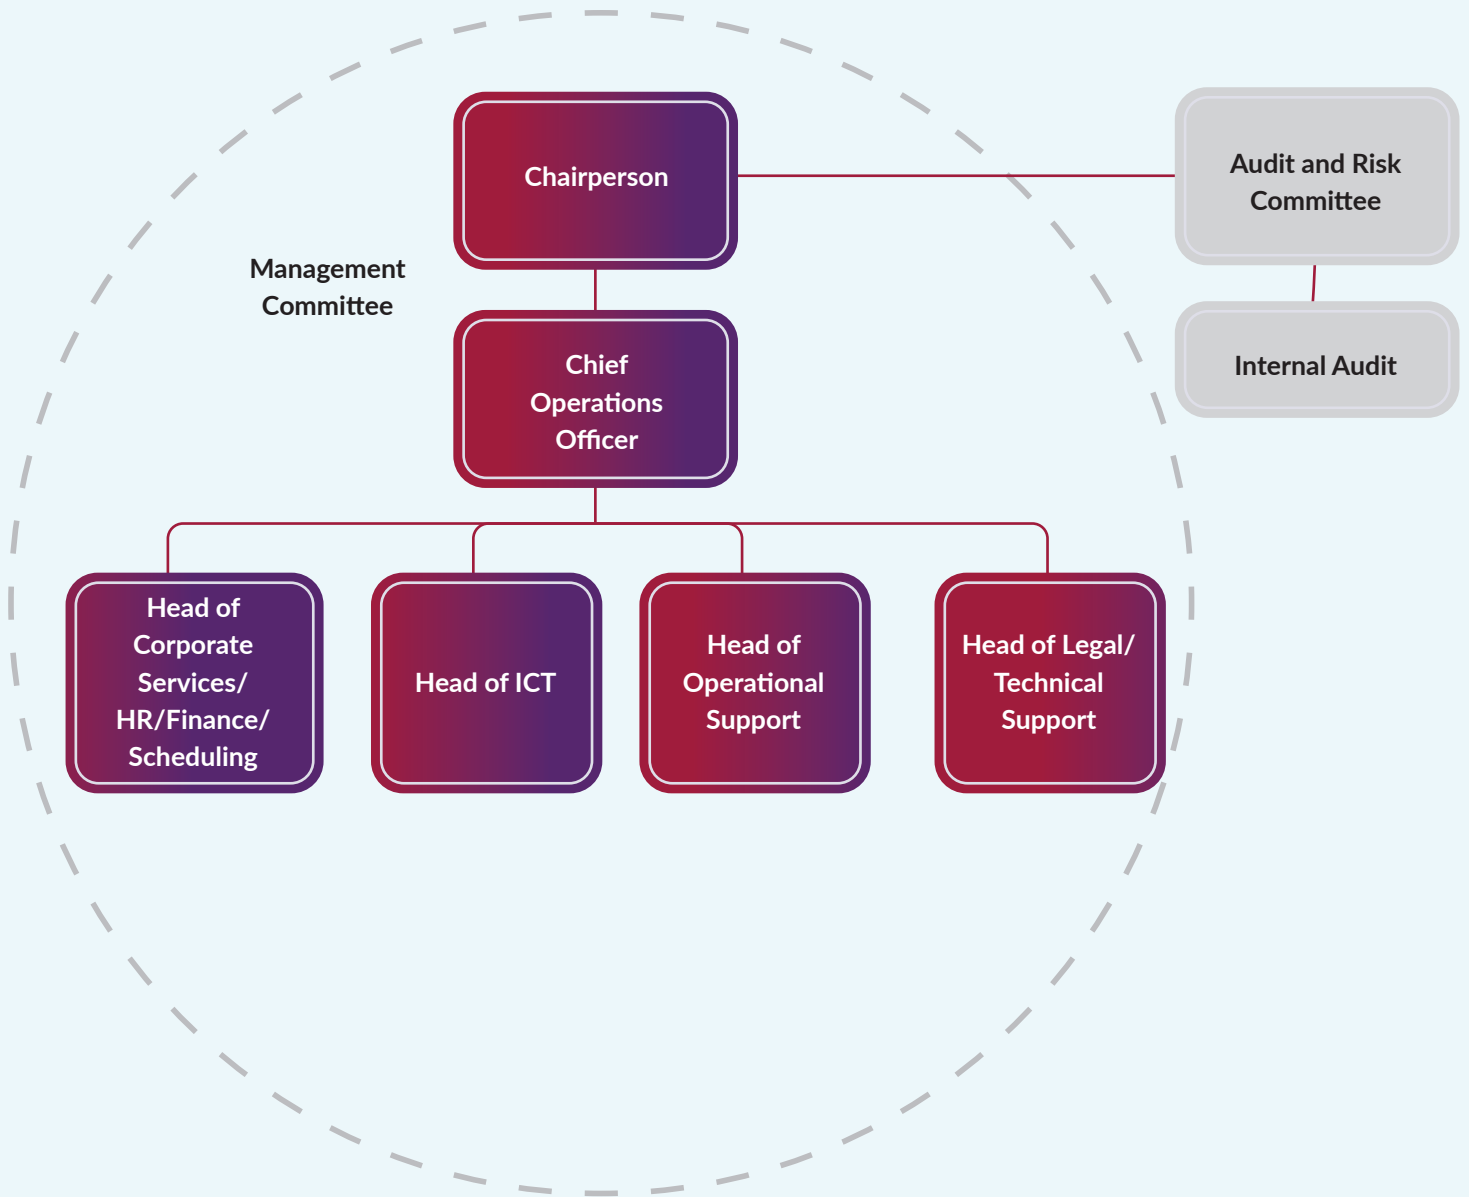 Chairperson
Audit and Risk
Committee
Management
Committee
Chief
Operations
Officer
Internal Audit
Head of
Corporate
Services/
HR/Finance/
Scheduling
Head of ICT
Head of
Operational
Support
Head of Legal/
Technical
Support